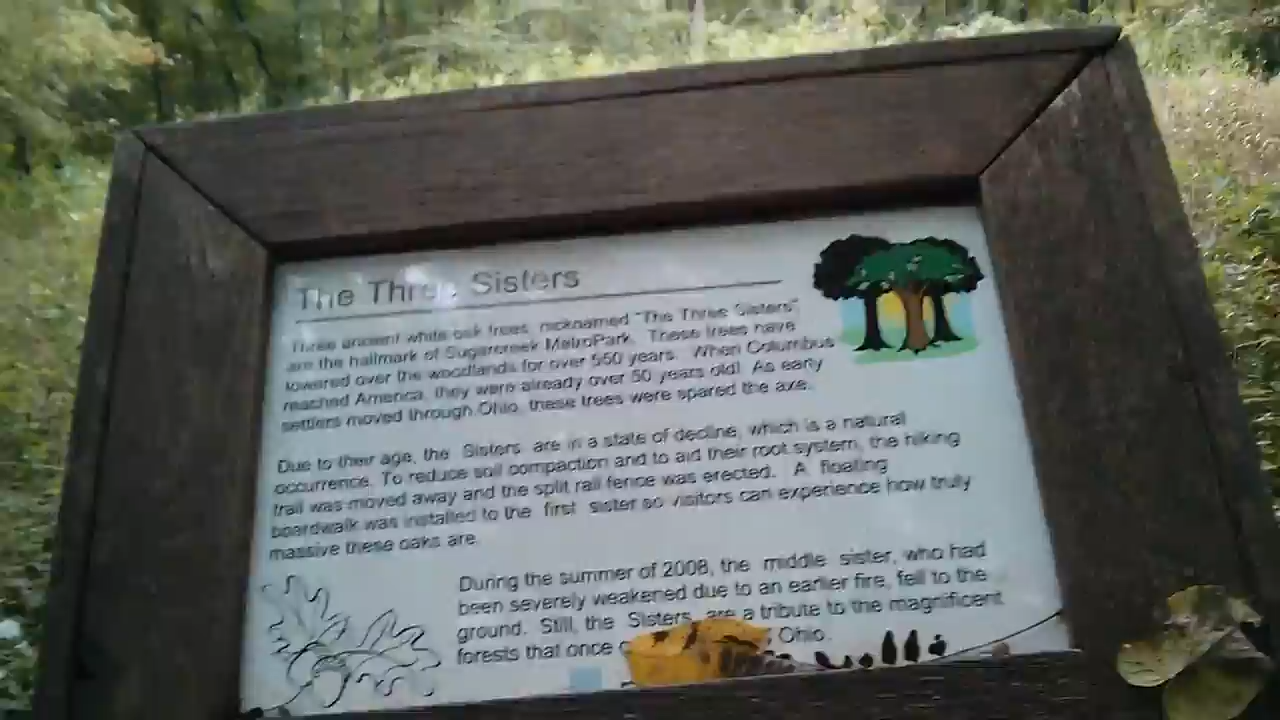 The Three Sisters
Three ancient white oak trees, nicknamed "The Three Sisters"
are the hallmark of Sugarcreek MetroPark. These trees have
towered over the woodlands for over 550 years. When Columbus
reached America, they were already over 50 years old! As early
settlers moved through Ohio, these trees were spared the axe.
Due to their age, the Sisters are in a state of decline, which is a natural
occurrence. To reduce soil compaction and to aid their root system, the hiking
trail was moved away and the split rail fence was erected. A floating
boardwalk was installed to the first sister so visitors can experience how truly
massive these oaks are.
During the summer of 2008, the middle sister, who had
been severely weakened due to an earlier fire, fell to the
ground. Still, the Sisters are a tribute to the magnificent
forests that once Ohio.